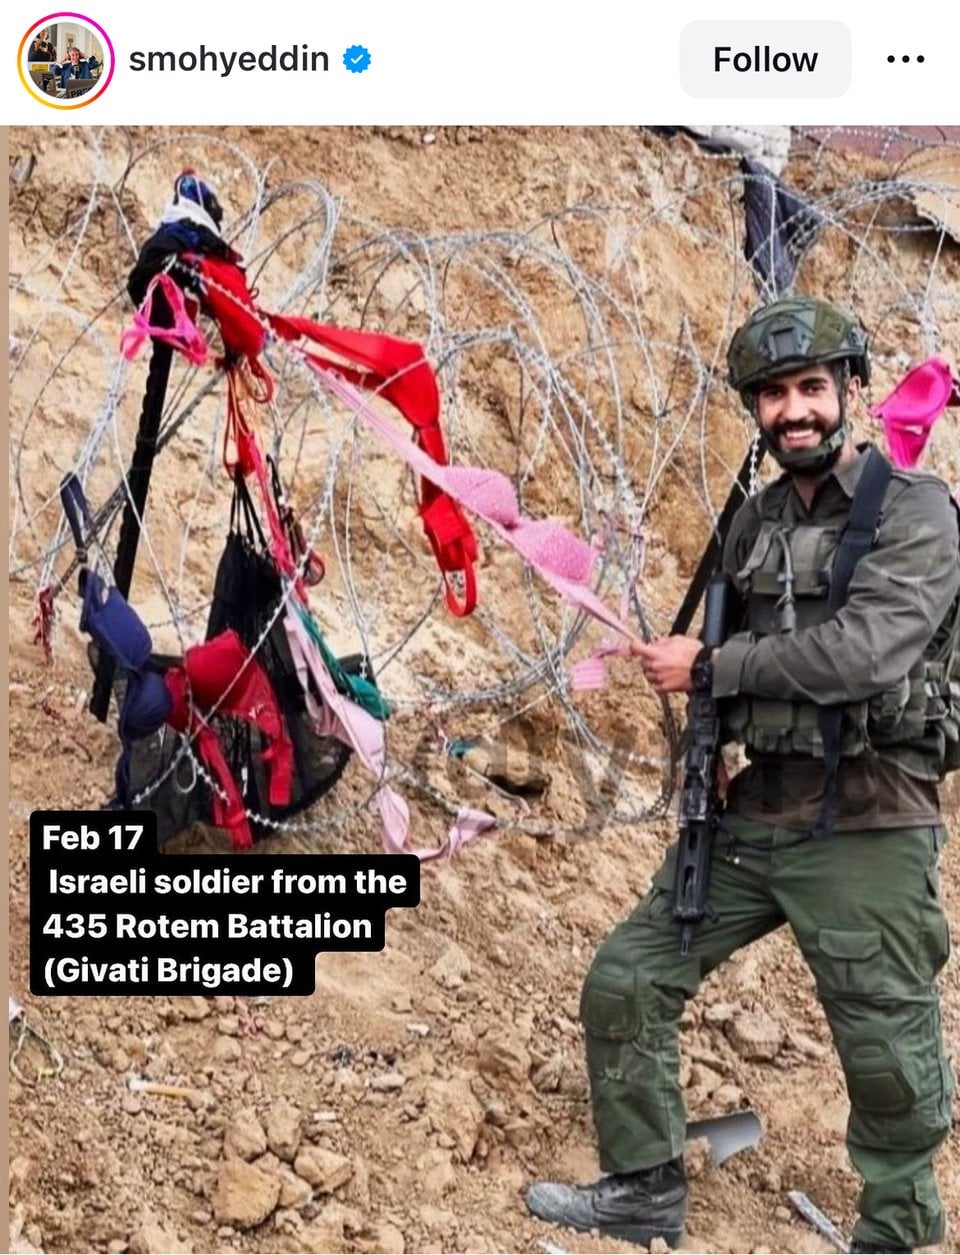 smohyeddin
Follow
Feb 17
Israeli soldier from the
435 Rotem Battalion
(Givati Brigade)